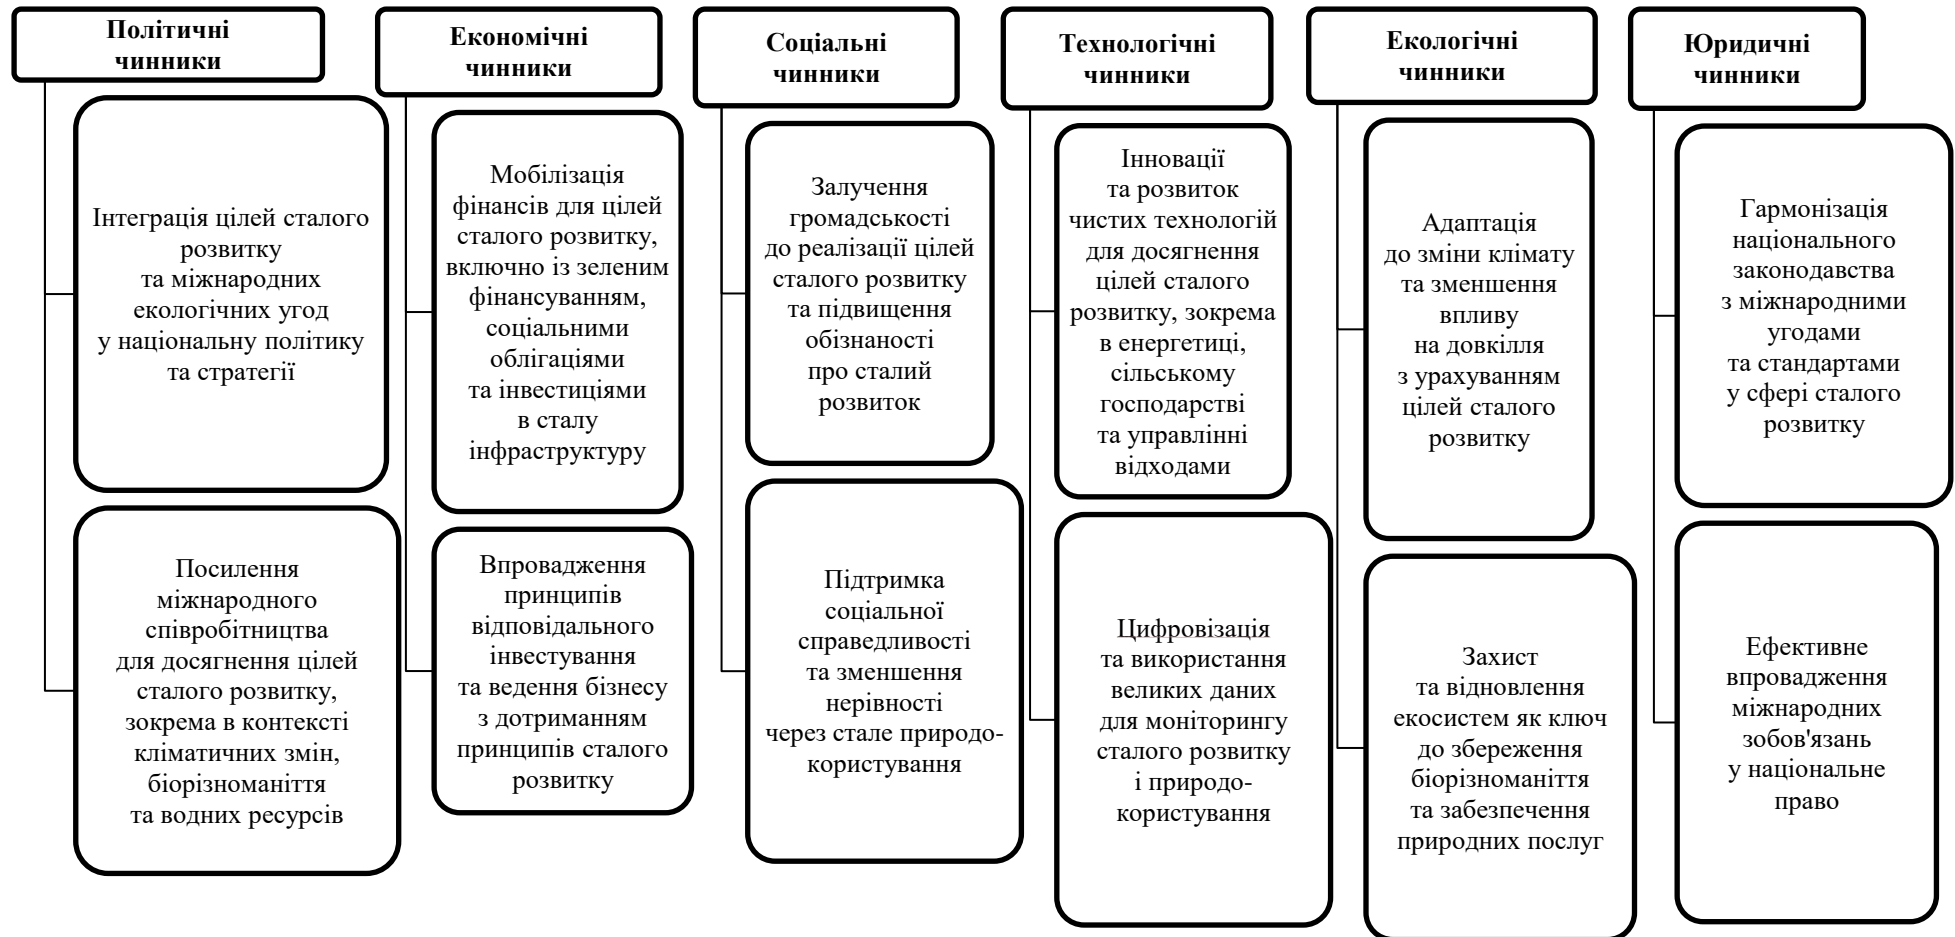 Політичні
чинники
Інтеграція цілей сталого
розвитку
та міжнародних
екологічних угод
у національну політику
та стратегії
Посилення
міжнародного
співробітництва
для досягнення цілей
сталого розвитку,
зокрема в контексті
кліматичних змін,
біорізноманіття
та водних ресурсів
Економічні
чинники
Мобілізація
фінансів для цілей
сталого розвитку,
включно із зеленим
фінансуванням,
соціальними
облігаціями
та інвестиціями
в сталу
інфраструктуру
Впровадження
принципів
відповідального
інвестування
та ведення бізнесу
з дотриманням
принципів сталого
розвитку
Соціальні
чинники
Залучення
громадськості
до реалізації цілей
сталого розвитку
та підвищення
обізнаності
про сталий
розвиток
Підтримка
соціальної
справедливості
та зменшення
нерівності
через стале природо-
користування
Технологічні
чинники
Інновації
та розвиток
чистих технологій
для досягнення
цілей сталого
розвитку, зокрема
в енергетиці,
сільському
господарстві
та управлінні
відходами
Цифровізація
та використання
великих даних
для моніторингу
сталого розвитку
і природо-
користування
Екологічні
чинники
Адаптація
до зміни клімату
та зменшення
впливу
на довкілля
з урахуванням
цілей сталого
розвитку
Захист
та відновлення
екосистем як ключ
до збереження
біорізноманіття
та забезпечення
природних послуг
Юридичні
чинники
Гармонізація
національного
законодавства
з міжнародними
угодами
та стандартами
у сфері сталого
розвитку
Ефективне
впровадження
міжнародних
зобов'язань
у національне
право